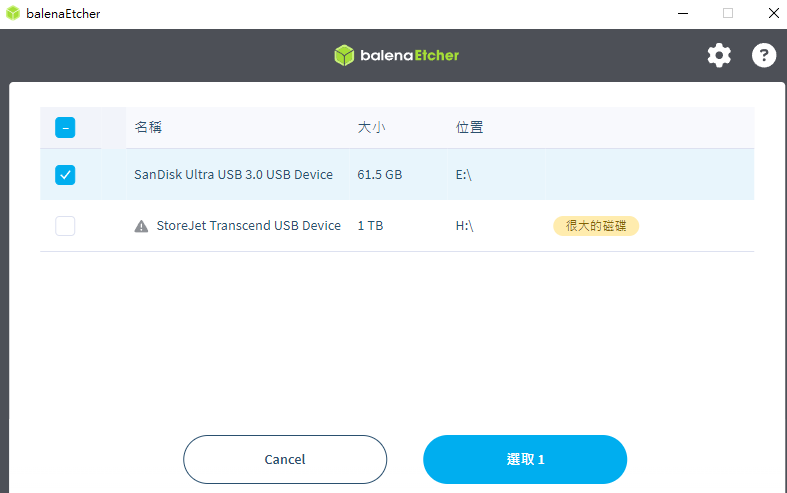 balenaEtcher
balenaEtcher
名稱 大小 位置
SanDisk Ultra USB 3.0 USB Device 61.5 GB E:\
StoreJet Transcend USB Device 1 TB H:\ 很大的磁碟
Cancel 選取 1